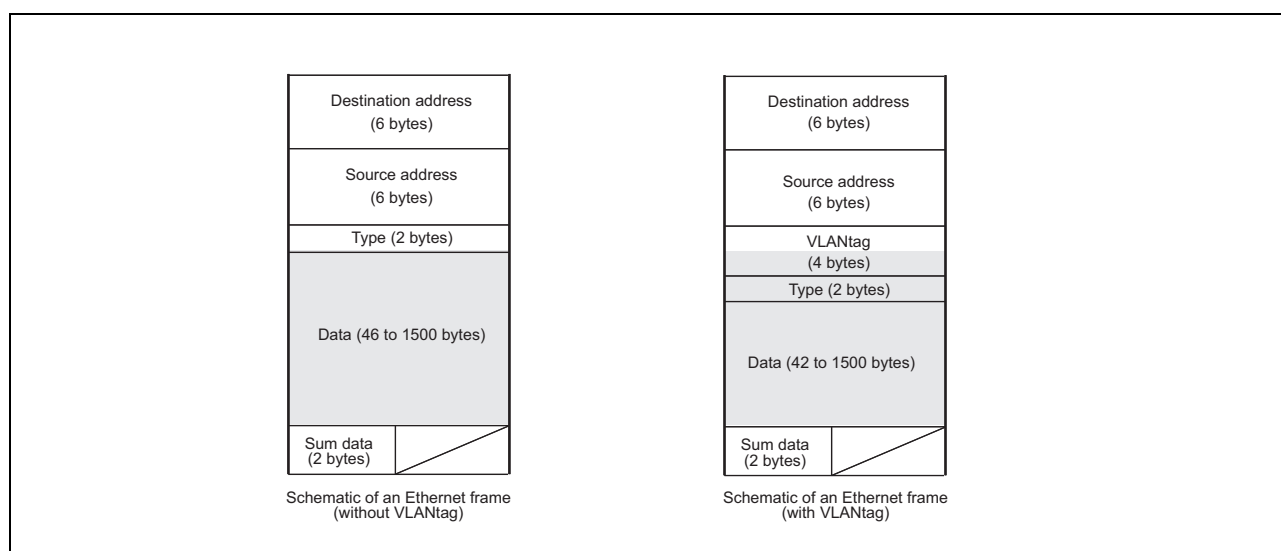 Destination address
(6 bytes)
Source address
(6 bytes)
Type (2 bytes)
Data (46 to 1500 bytes)
Sum data
(2 bytes)
Schematic of an Ethernet frame
(without VLANtag)
Destination address
(6 bytes)
Source address
(6 bytes)
VLANtag
(4 bytes)
Type (2 bytes)
Data (42 to 1500 bytes)
Sum data
(2 bytes)
Schematic of an Ethernet frame
(with VLANtag)